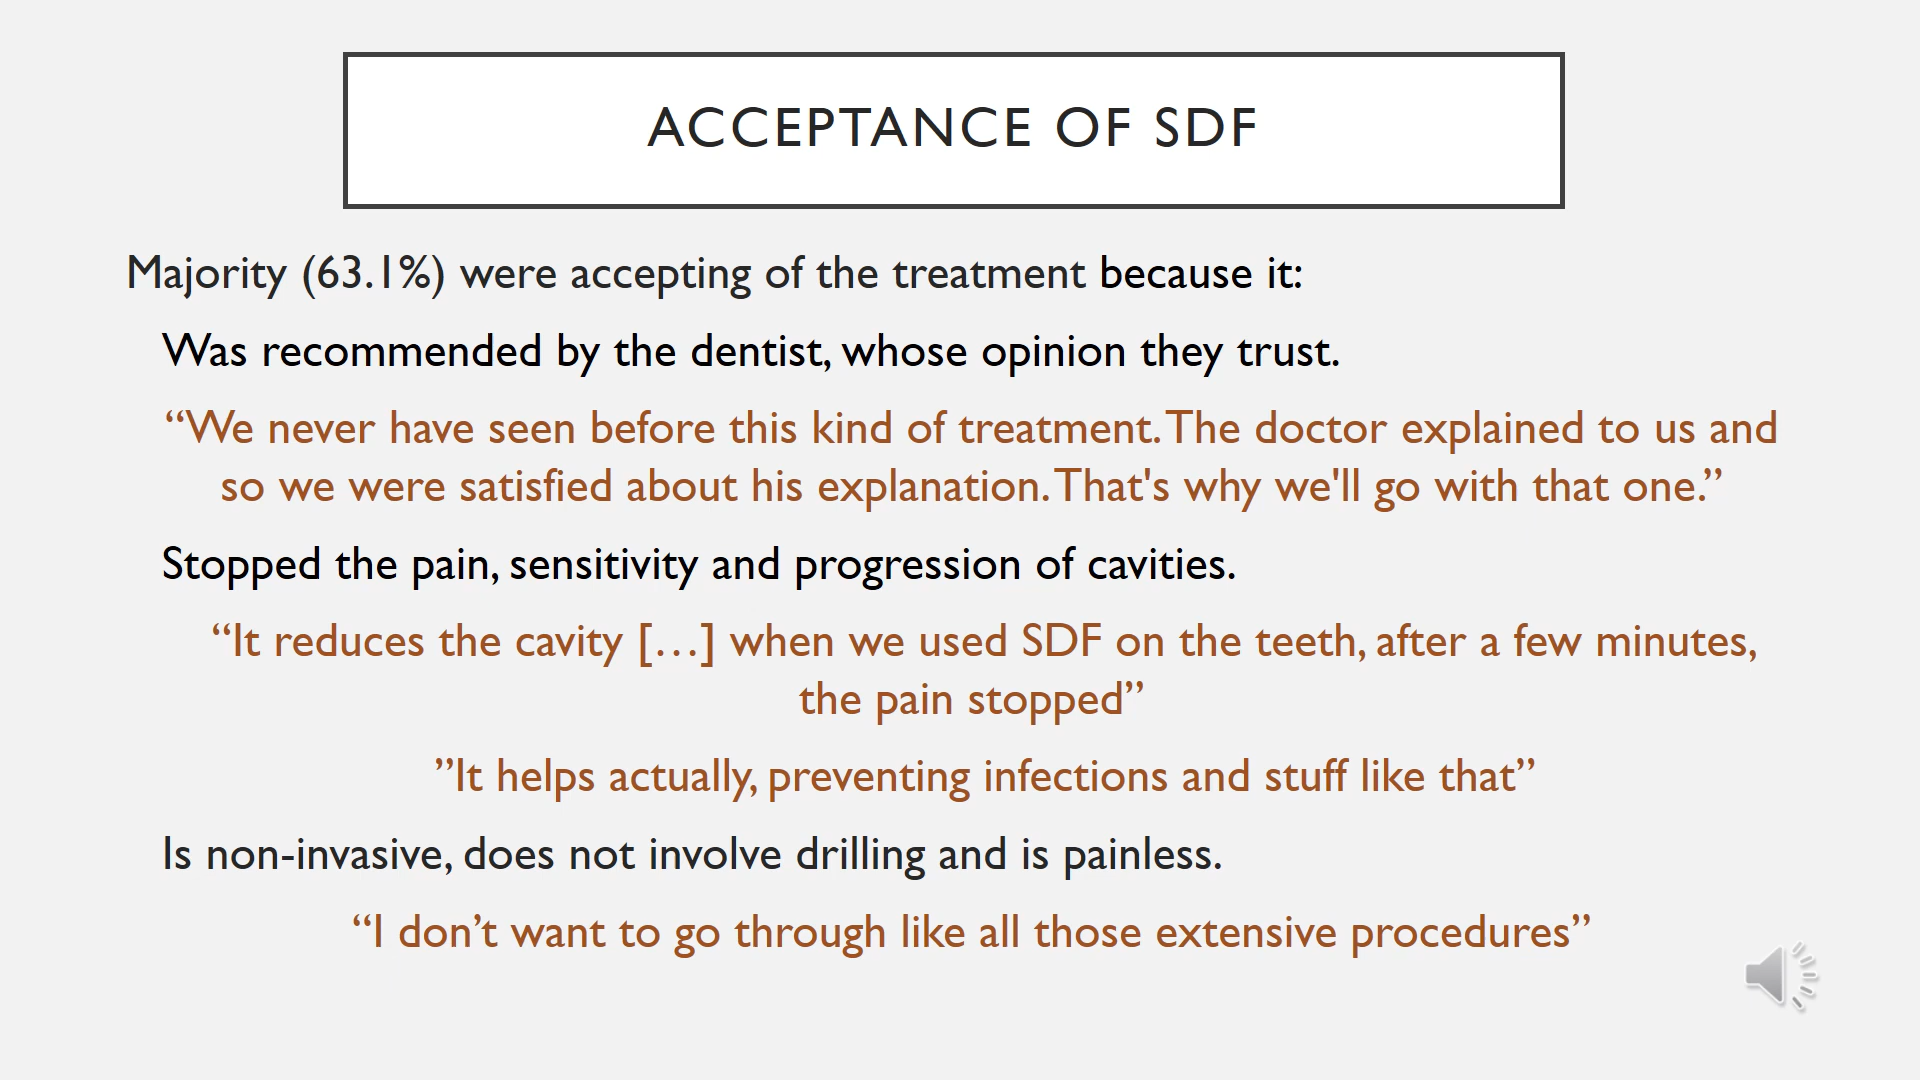 ACCEPTANCE OF SDF
Majority (63.1%) were accepting of the treatment because it:
Was recommended by the dentist, whose opinion they trust.
“We never have seen before this kind of treatment. The doctor explained to us and
so we were satisfied about his explanation. That's why we'll go with that one.”
Stopped the pain, sensitivity and progression of cavities.
“It reduces the cavity […] when we used SDF on the teeth, after a few minutes,
the pain stopped”
”It helps actually, preventing infections and stuff like that”
Is non-invasive, does not involve drilling and is painless.
“I don’t want to go through like all those extensive procedures”